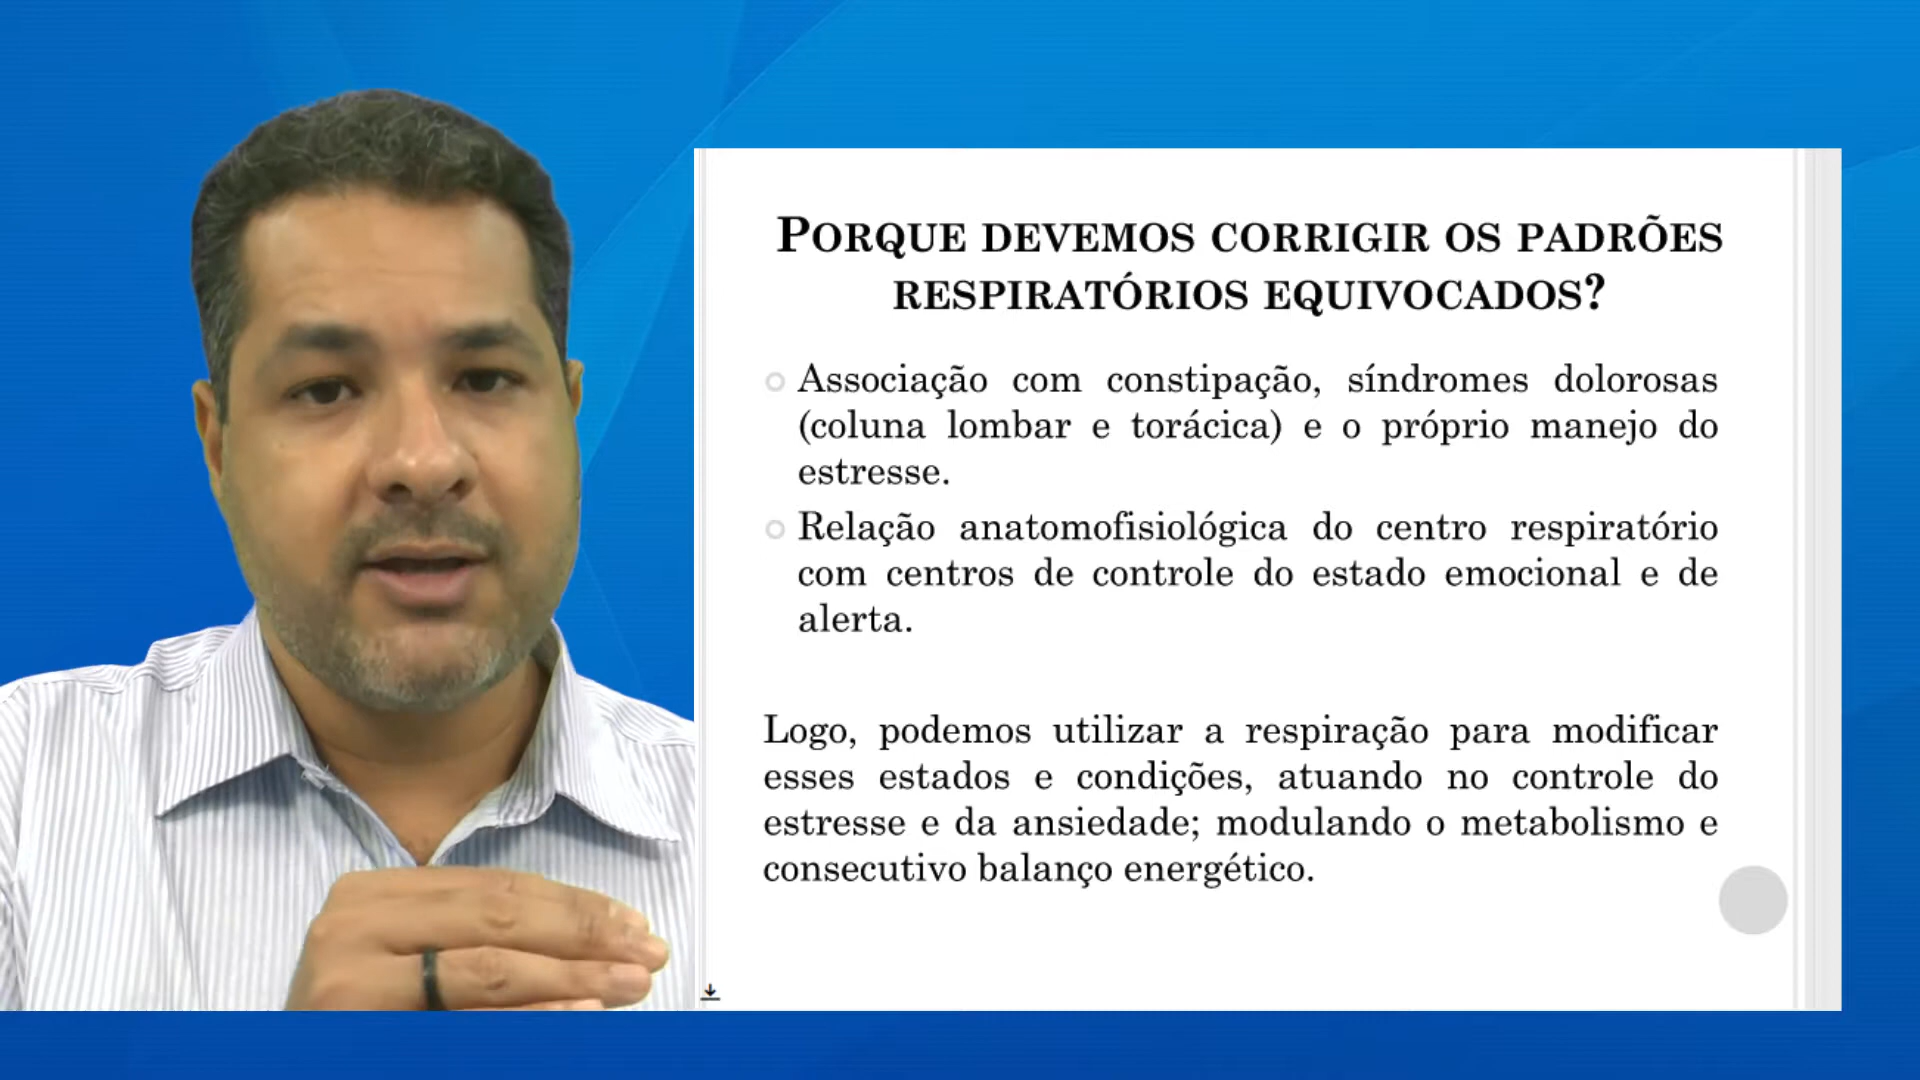 PORQUE DEVEMOS CORRIGIR OS PADRÕES
RESPIRATÓRIOS EQUIVOCADOS?
Associação com constipação, síndromes dolorosas
(coluna lombar e torácica) e o próprio manejo do
estresse.
Relação anatomofisiológica do centro respiratório
com centros de controle do estado emocional e de
alerta.
Logo, podemos utilizar a respiração para modificar
esses estados e condições, atuando no controle do
estresse e da ansiedade; modulando o metabolismo e
consecutivo balanço energético.